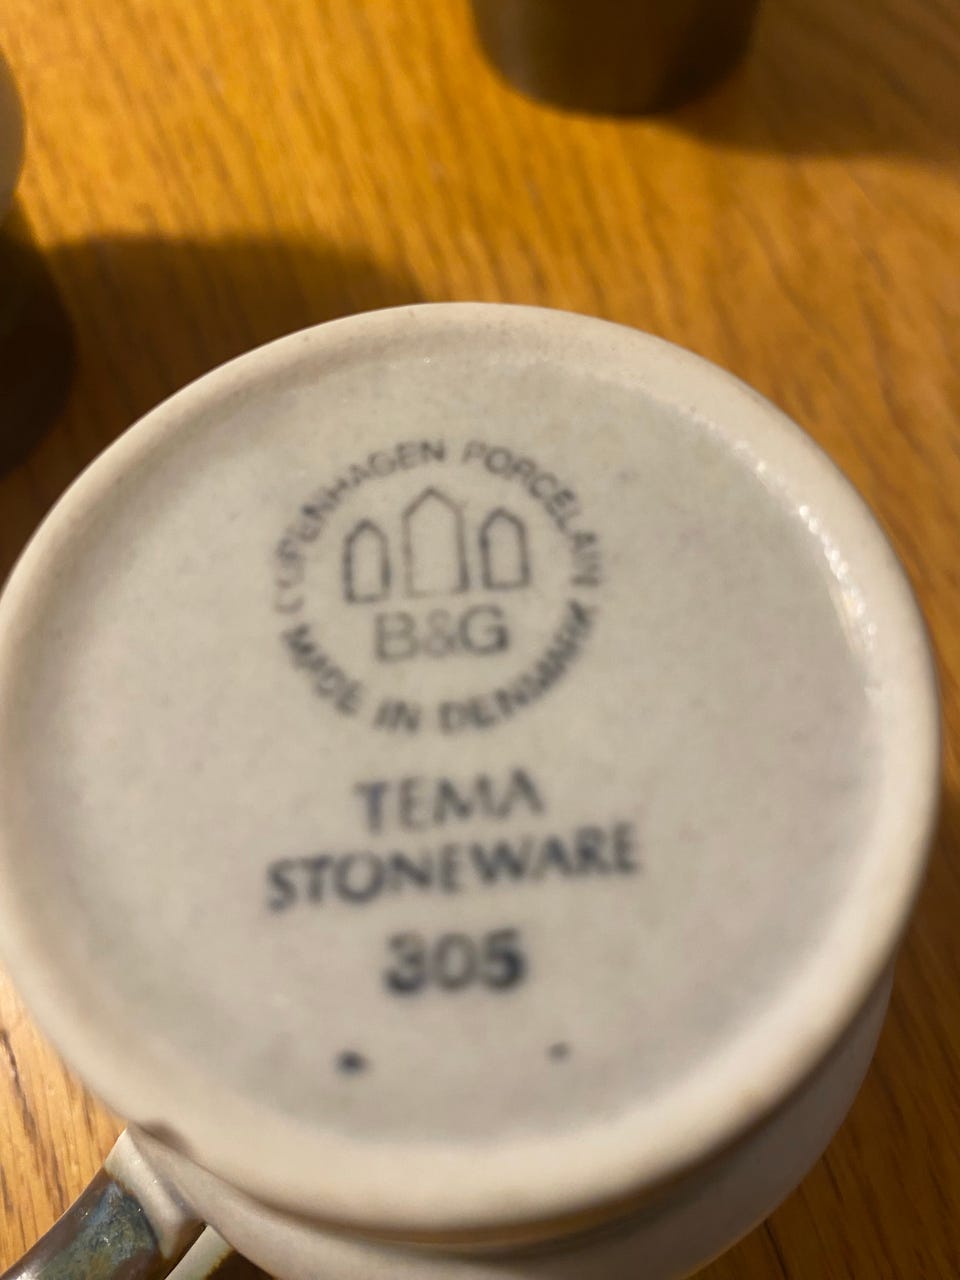 COPENHAGEN PORCELAIN
B&G
MADE IN DENMARK
TEMA
STONEWARE
305